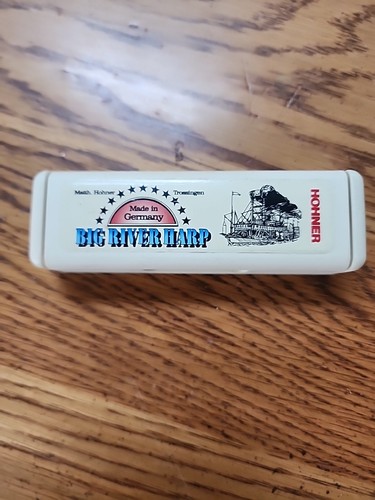 Matth. Hohner Trossingen
Made in
Germany
BIG RIVER HARP
HOHNER